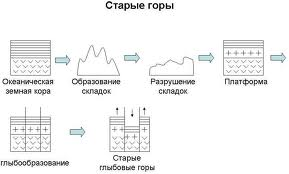 Старые горы
Океаническая
земная кора
Образование
складок
Разрушение
складок
Платформа
глыбообразование
Старые
глыбовые горы